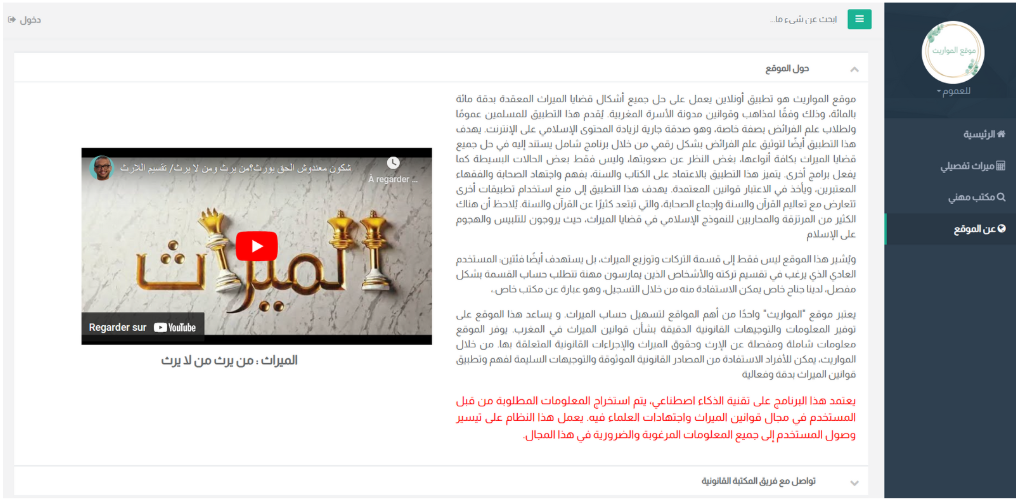 موقع المواريث
للعموم
الرئيسية
ميراث تفصيلي
مكتب مهني
عن الموقع
ابحث عن شيء ما...
دخول
حول الموقع
موقع المواريث هو تطبيق أونلاين يعمل على حل جميع أشكال قضايا الميراث المعقدة بدقة مائة
بالمائة، وذلك وفقًا لمذاهب وقوانين مدونة الأسرة المغربية. يُقدم هذا التطبيق للمسلمين عمومًا
ولطلاب علم الفرائض بصفة خاصة، وهو صدقة جارية لزيادة المحتوى الإسلامي على الإنترنت. يهدف
هذا التطبيق أيضًا لتوثيق علم الفرائض بشكل رقمي من خلال برنامج شامل يستند إليه في حل جميع
قضايا الميراث بكافة أنواعها، بغض النظر عن صعوبتها، وليس فقط بعض الحالات البسيطة كما
يفعل برامج أخرى. يتميز هذا التطبيق بالاعتماد على الكتاب والسنة، بفهم واجتهاد الصحابة والفقهاء
المعتبرين، ويأخذ في الاعتبار قوانين المعتمدة. يهدف هذا التطبيق إلى منع استخدام تطبيقات أخرى
تتعارض مع تعاليم القرآن والسنة وإجماع الصحابة، والتي تبتعد كثيرًا عن القرآن والسنة. يُلاحظ أن هناك
الكثير من المرتزقة والمحاربين للنموذج الإسلامي في قضايا الميراث، حيث يروجون للتلبيس والهجوم
على الإسلام
ويُشير هذا الموقع ليس فقط إلى قسمة التركات وتوزيع الميراث، بل يستهدف أيضًا فئتين: المستخدم
العادي الذي يرغب في تقسيم تركته والأشخاص الذين يمارسون مهنة تتطلب حساب القسمة بشكل
مفصل، لدينا جناح خاص يمكن الاستفادة منه من خلال التسجيل، وهو عبارة عن مكتب خاص..
يعتبر موقع "المواريث" واحدًا من أهم المواقع لتسهيل حساب الميراث. و يساعد هذا الموقع على
توفير المعلومات والتوجيهات القانونية الدقيقة بشأن قوانين الميراث في المغرب. يوفر الموقع
معلومات شاملة ومفصلة عن الإرث وحقوق الميراث والإجراءات القانونية المتعلقة بها. من خلال
المواريث، يمكن للأفراد الاستفادة من المصادر القانونية الموثوقة والتوجيهات السليمة لفهم وتطبيق
قوانين الميراث بدقة وفعالية
يعتمد هذا البرنامج على تقنية الذكاء اصطناعي، يتم استخراج المعلومات المطلوبة من قبل
المستخدم في مجال قوانين الميراث واجتهادات العلماء فيه. يعمل هذا النظام على تيسير
وصول المستخدم إلى جميع المعلومات المرغوبة والضرورية في هذا المجال.
شكون معندوش الحق يورث؟من يرث ومن لا يرث/ تقسيم الارث
A regarder ...
الميراث
Regarder sur YouTube
الميراث : من يرث من لا يرث
تواصل مع فريق المكتبة القانونية